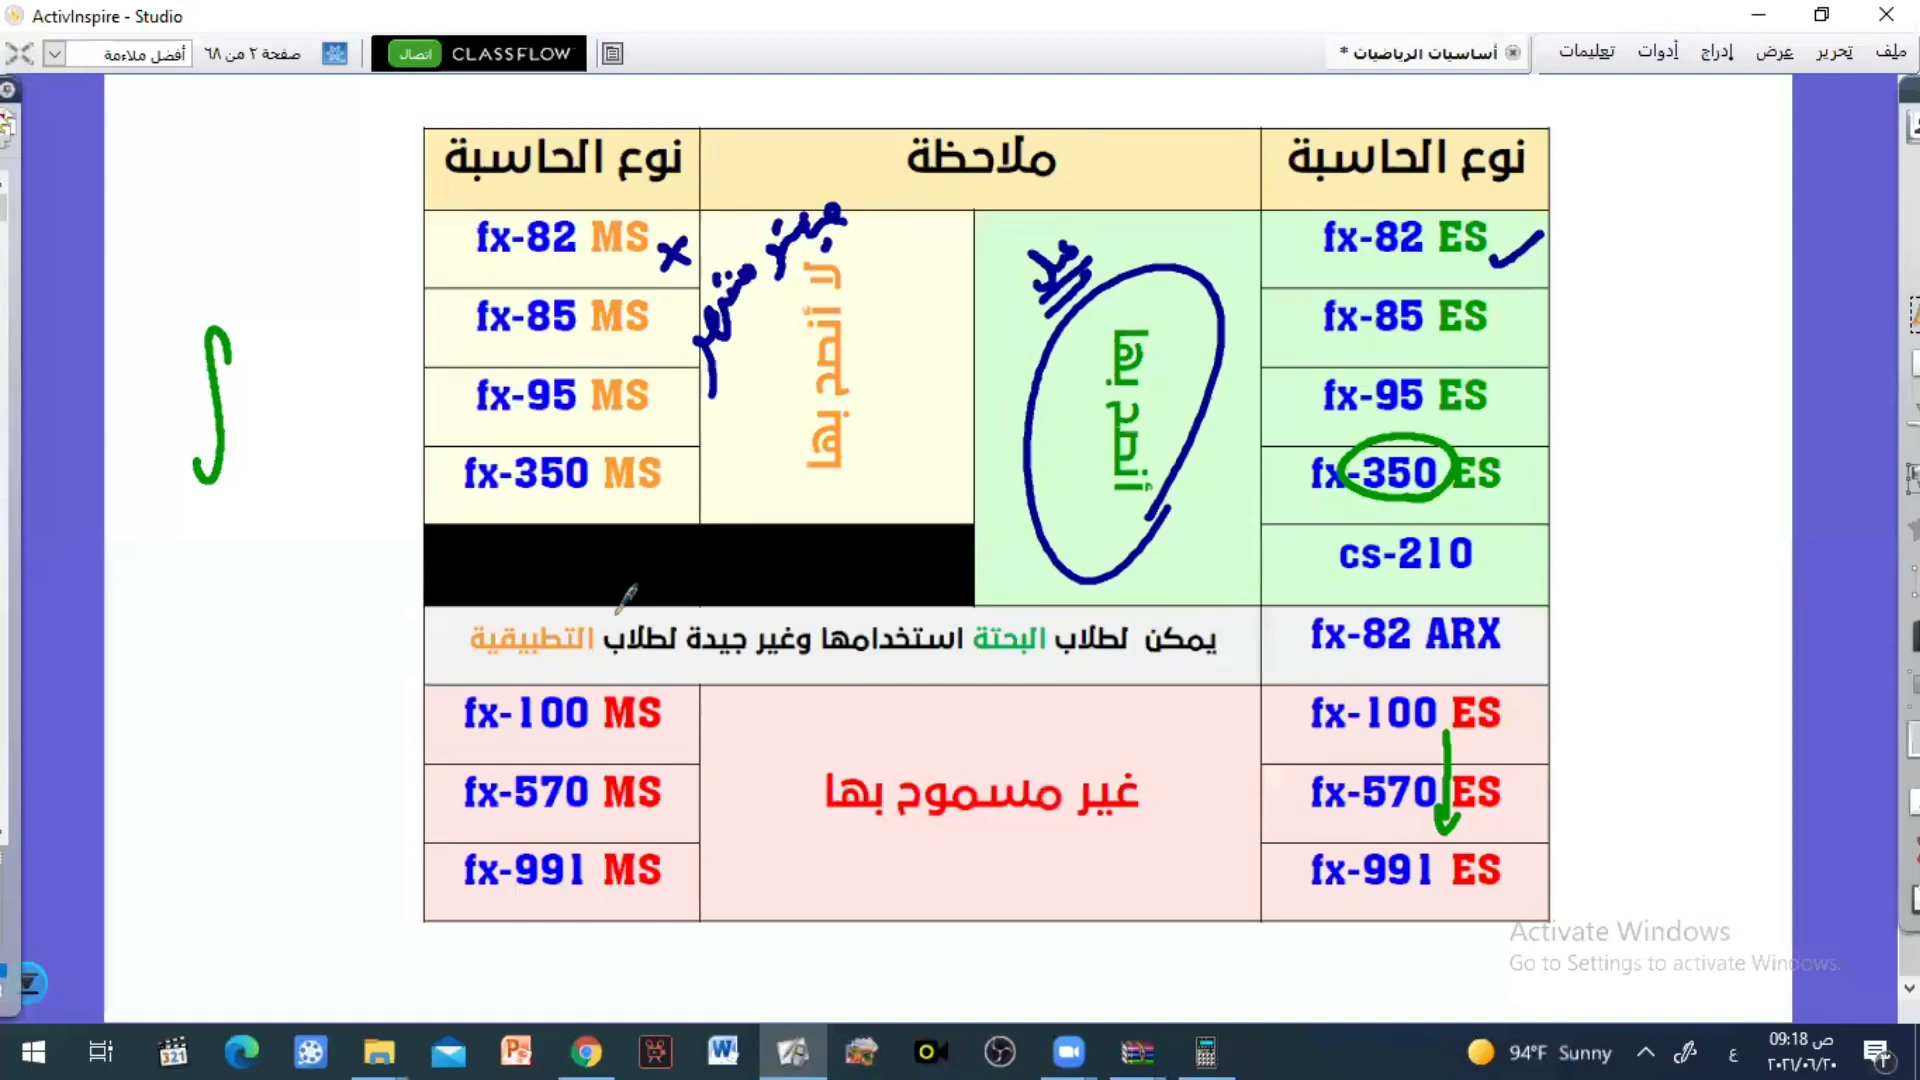 ActivInspire - Studio
ملف تحرير عرض إدراج أدوات تعليمات
أساسيات الرياضيات *
CLASSFLOW اتصال
صفحة ٢ من ٦٨
أفضل ملاءمة
نوع الحاسبة ملاحظة نوع الحاسبة
fx-82 ES fx-82 MS
fx-85 ES fx-85 MS
fx-95 ES fx-95 MS
fx-350 ES fx-350 MS
أنصح بها
لا أنصح بها
cs-210
fx-82 ARX يمكن لطلاب البحتة استخدامها وغير جيدة لطلاب التطبيقية
fx-100 ES fx-100 MS
fx-570 ES غير مسموح بها fx-570 MS
fx-991 ES fx-991 MS
Activate Windows
Go to Settings to activate Windows.
94°F Sunny
ع
09:18 ص
٢٠٢١/٠٦/٢٠